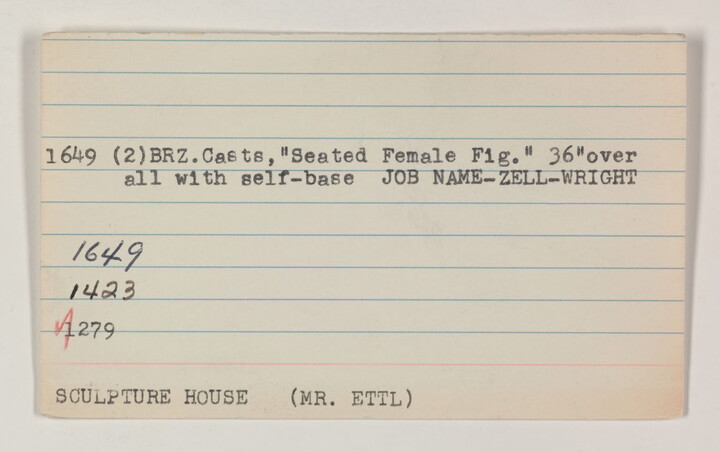 1649 (2)BRZ.Casts,"Seated Female Fig." 36"over
all with self-base JOB NAME-ZELL-WRIGHT
1649
1423
1279
SCULPTURE HOUSE (MR. ETTL)